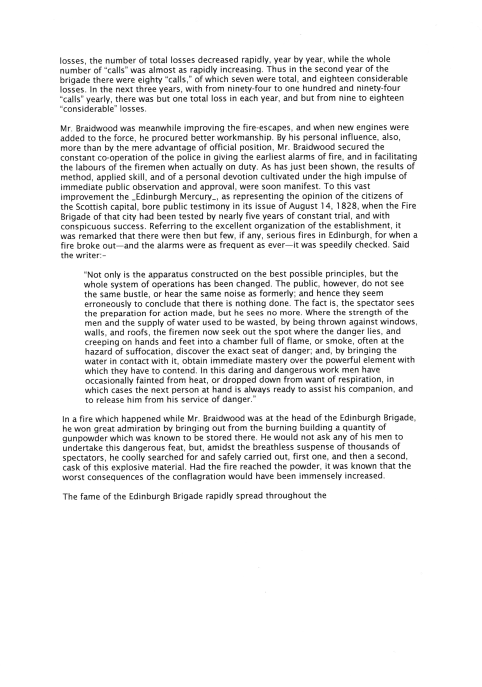 losses, the number of total losses decreased rapidly, year by year, while the whole
number of "calls" was almost as rapidly increasing. Thus in the second year of the
brigade there were eighty "calls," of which seven were total, and eighteen considerable
losses. In the next three years, with from ninety-four to one hundred and ninety-four
"calls" yearly, there was but one total loss in each year, and but from nine to eighteen
"considerable" losses.

Mr. Braidwood was meanwhile improving the fire-escapes, and when new engines were
added to the force, he procured better workmanship. By his personal influence, also,
more than by the mere advantage of official position, Mr. Braidwood secured the
constant co-operation of the police in giving the earliest alarms of fire, and in facilitating
the labours of the firemen when actually on duty. As has just been shown, the results of
method, applied skill, and of a personal devotion cultivated under the high impulse of
immediate public observation and approval, were soon manifest. To this vast
improvement the _Edinburgh Mercury_, as representing the opinion of the citizens of
the Scottish capital, bore public testimony in its issue of August 14, 1828, when the Fire
Brigade of that city had been tested by nearly five years of constant trial, and with
conspicuous success. Referring to the excellent organization of the establishment, it
was remarked that there were then but few, if any, serious fires in Edinburgh, for when a
fire broke out—and the alarms were as frequent as ever—it was speedily checked. Said
the writer:-

"Not only is the apparatus constructed on the best possible principles, but the
whole system of operations has been changed. The public, however, do not see
the same bustle, or hear the same noise as formerly; and hence they seem
erroneously to conclude that there is nothing done. The fact is, the spectator sees
the preparation for action made, but he sees no more. Where the strength of the
men and the supply of water used to be wasted, by being thrown against windows,
walls, and roofs, the firemen now seek out the spot where the danger lies, and
creeping on hands and feet into a chamber full of flame, or smoke, often at the
hazard of suffocation, discover the exact seat of danger; and, by bringing the
water in contact with it, obtain immediate mastery over the powerful element with
which they have to contend. In this daring and dangerous work men have
occasionally fainted from heat, or dropped down from want of respiration, in
which cases the next person at hand is always ready to assist his companion, and
to release him from his service of danger."

In a fire which happened while Mr. Braidwood was at the head of the Edinburgh Brigade,
he won great admiration by bringing out from the burning building a quantity of
gunpowder which was known to be stored there. He would not ask any of his men to
undertake this dangerous feat, but, amidst the breathless suspense of thousands of
spectators, he coolly searched for and safely carried out, first one, and then a second,
cask of this explosive material. Had the fire reached the powder, it was known that the
worst consequences of the conflagration would have been immensely increased.

The fame of the Edinburgh Brigade rapidly spread throughout the